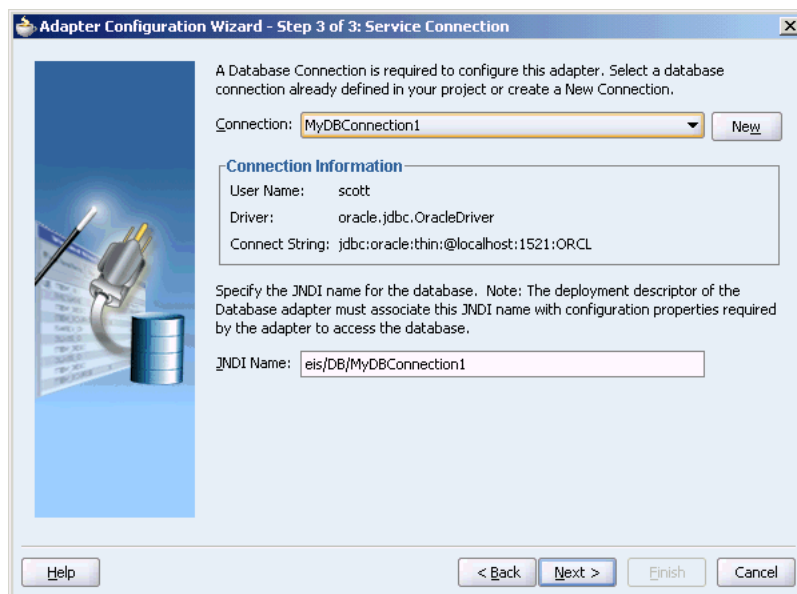 Adapter Configuration Wizard - Step 3 of 3: Service Connection
A Database Connection is required to configure this adapter. Select a database
connection already defined in your project or create a New Connection.
Connection: MyDBConnection1 New
Connection Information
User Name: scott
Driver: oracle.jdbc.OracleDriver
Connect String: jdbc:oracle:thin:@localhost:1521:ORCL
Specify the JNDI name for the database. Note: The deployment descriptor of the
Database adapter must associate this JNDI name with configuration properties required
by the adapter to access the database.
JNDI Name: eis/DB/MyDBConnection1
Help < Back Next > Finish Cancel